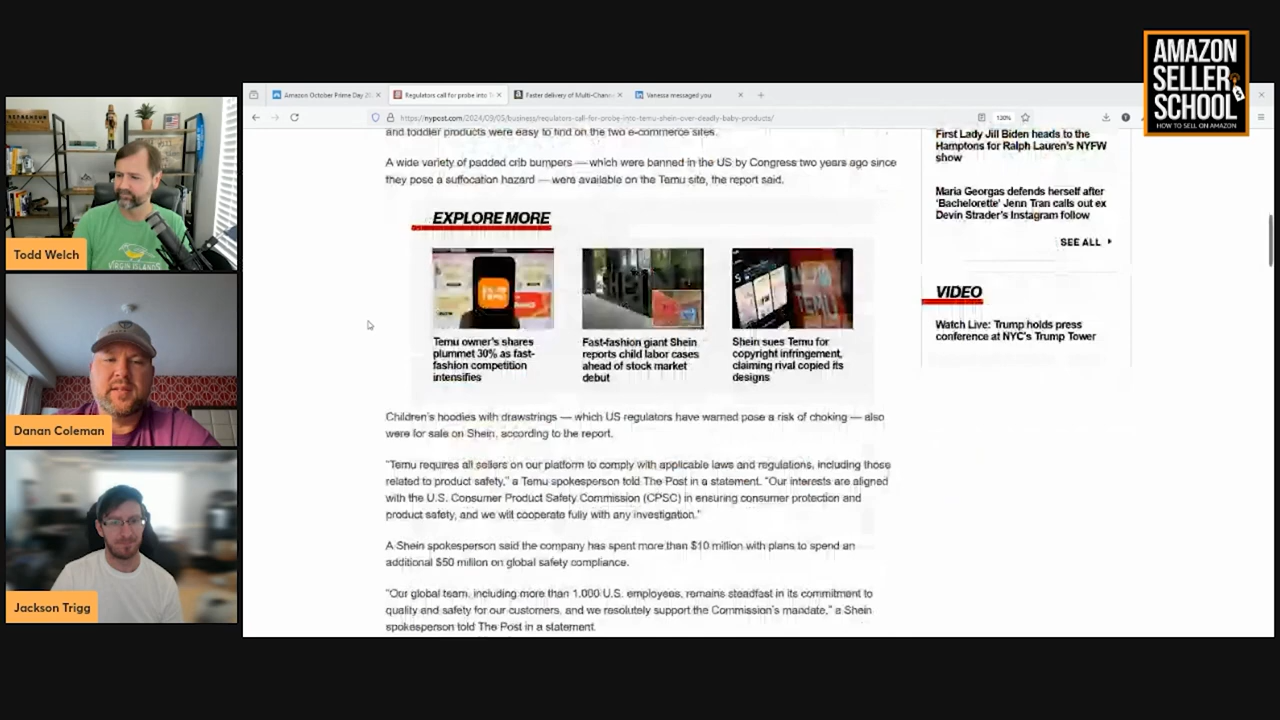 AMAZON
SELLER
SCHOOL
HOW TO SELL ON AMAZON
Todd Welch
Danan Coleman
Jackson Trigg
Amazon October Prime Day 20
Regulators call for probe into T
Faster delivery of Multi-Chann
Vanessa messaged you
https://nypost.com/2024/09/05/business/regulators-call-for-probe-into-temu-shein-over-deadly-baby-products/
120%
and toddler products were easy to find on the two e-commerce sites.
A wide variety of padded crib bumpers — which were banned in the US by Congress two years ago since
they pose a suffocation hazard — were available on the Temu site, the report said.
EXPLORE MORE
Temu owner's shares
plummet 30% as fast-
fashion competition
intensifies
Fast-fashion giant Shein
reports child labor cases
ahead of stock market
debut
Shein sues Temu for
copyright infringement,
claiming rival copied its
designs
Children's hoodies with drawstrings — which US regulators have warned pose a risk of choking — also
were for sale on Shein, according to the report.
"Temu requires all sellers on our platform to comply with applicable laws and regulations, including those
related to product safety," a Temu spokesperson told The Post in a statement. "Our interests are aligned
with the U.S. Consumer Product Safety Commission (CPSC) in ensuring consumer protection and
product safety, and we will cooperate fully with any investigation."
A Shein spokesperson said the company has spent more than $10 million with plans to spend an
additional $50 million on global safety compliance.
"Our global team, including more than 1,000 U.S. employees, remains steadfast in its commitment to
quality and safety for our customers, and we resolutely support the Commission's mandate," a Shein
spokesperson told The Post in a statement.
First Lady Jill Biden heads to the
Hamptons for Ralph Lauren's NYFW
show
Maria Georgas defends herself after
'Bachelorette' Jenn Tran calls out ex
Devin Strader's Instagram follow
SEE ALL
VIDEO
Watch Live: Trump holds press
conference at NYC's Trump Tower